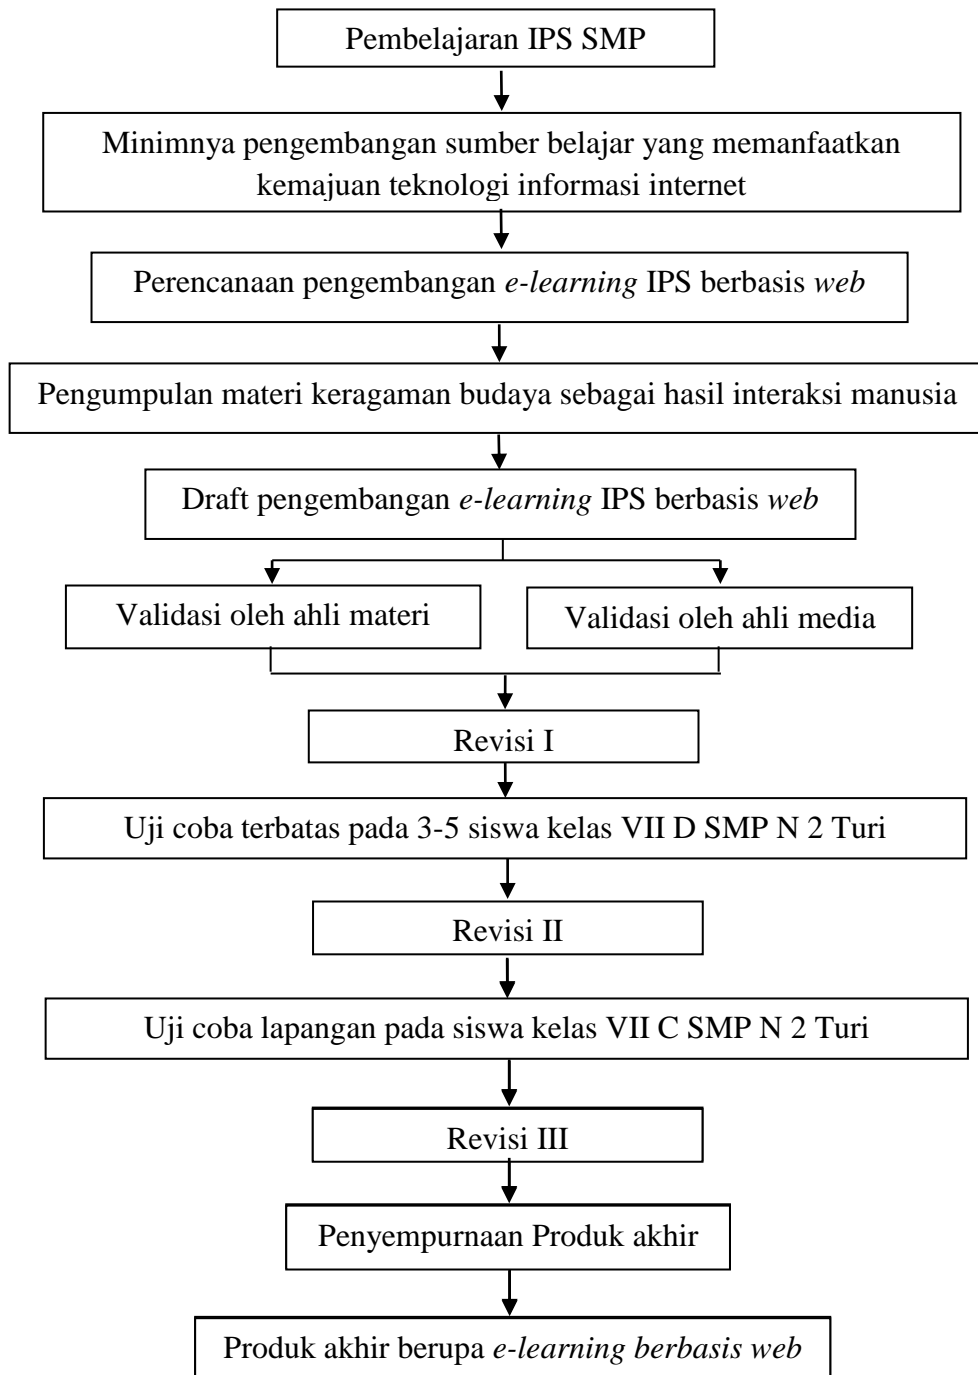 Pembelajaran IPS SMP
Minimnya pengembangan sumber belajar yang memanfaatkan
kemajuan teknologi informasi internet
Perencanaan pengembangan e-learning IPS berbasis web
Pengumpulan materi keragaman budaya sebagai hasil interaksi manusia
Draft pengembangan e-learning IPS berbasis web
Validasi oleh ahli materi
Validasi oleh ahli media
Revisi I
Uji coba terbatas pada 3-5 siswa kelas VII D SMP N 2 Turi
Revisi II
Uji coba lapangan pada siswa kelas VII C SMP N 2 Turi
Revisi III
Penyempurnaan Produk akhir
Produk akhir berupa e-learning berbasis web